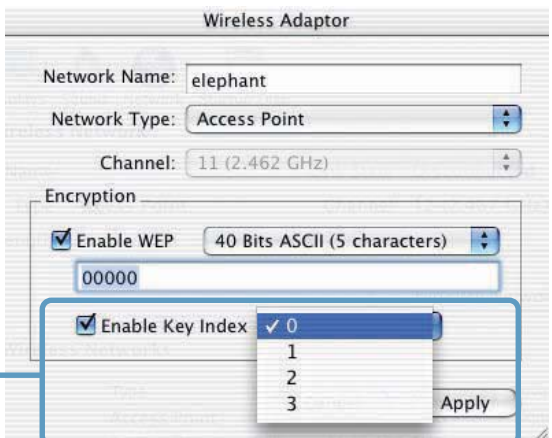 Wireless Adaptor
Network Name: elephant
Network Type: Access Point
Channel: 11 (2.462 GHz)
Encryption
Enable WEP 40 Bits ASCII (5 characters)
00000
Enable Key Index ✓ 0
1
2
3
Apply